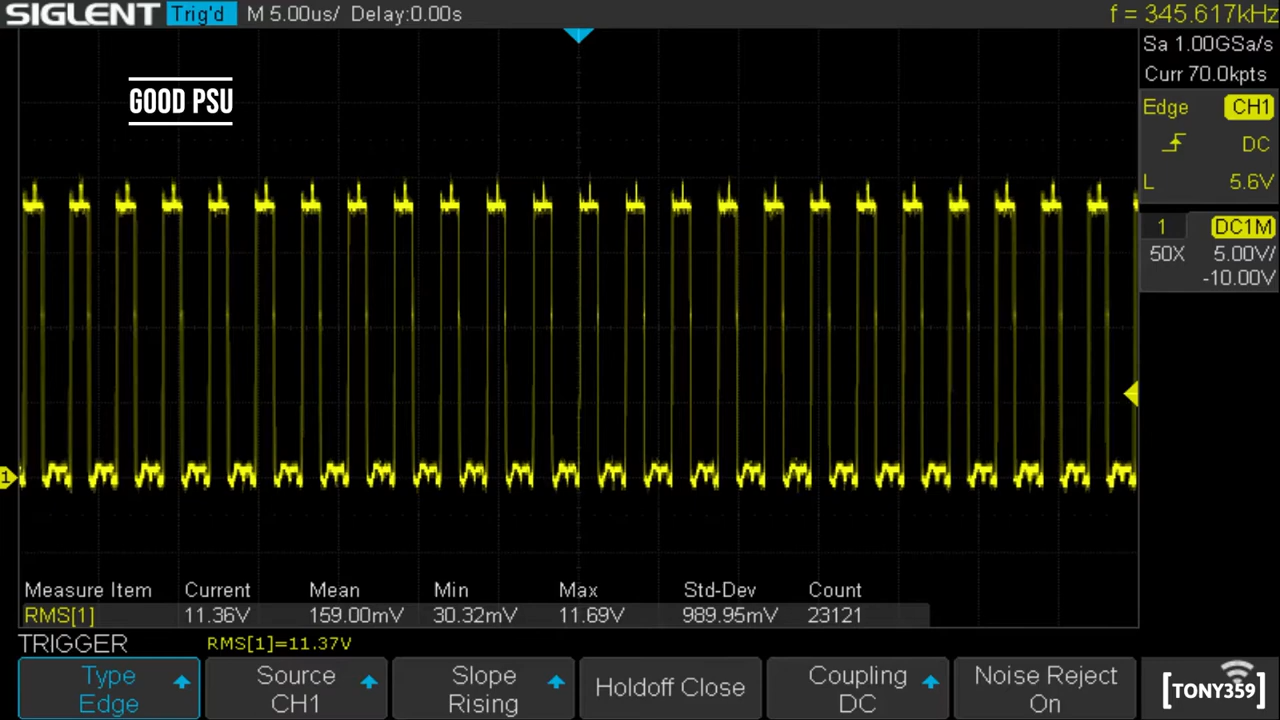 SIGLENT Trig'd M 5.00us/ Delay:0.00s f = 345.617kHz
Sa 1.00GSa/s
Curr 70.0kpts
GOOD PSU
Edge CH1
DC
L 5.6V
1 DC1M
50X 5.00V/
-10.00V
1
Measure Item Current Mean Min Max Std-Dev Count
RMS[1] 11.36V 159.00mV 30.32mV 11.69V 989.95mV 23121
TRIGGER RMS[1]=11.37V
Type Source Slope Holdoff Close Coupling Noise Reject
Edge CH1 Rising DC On
[TONY359]